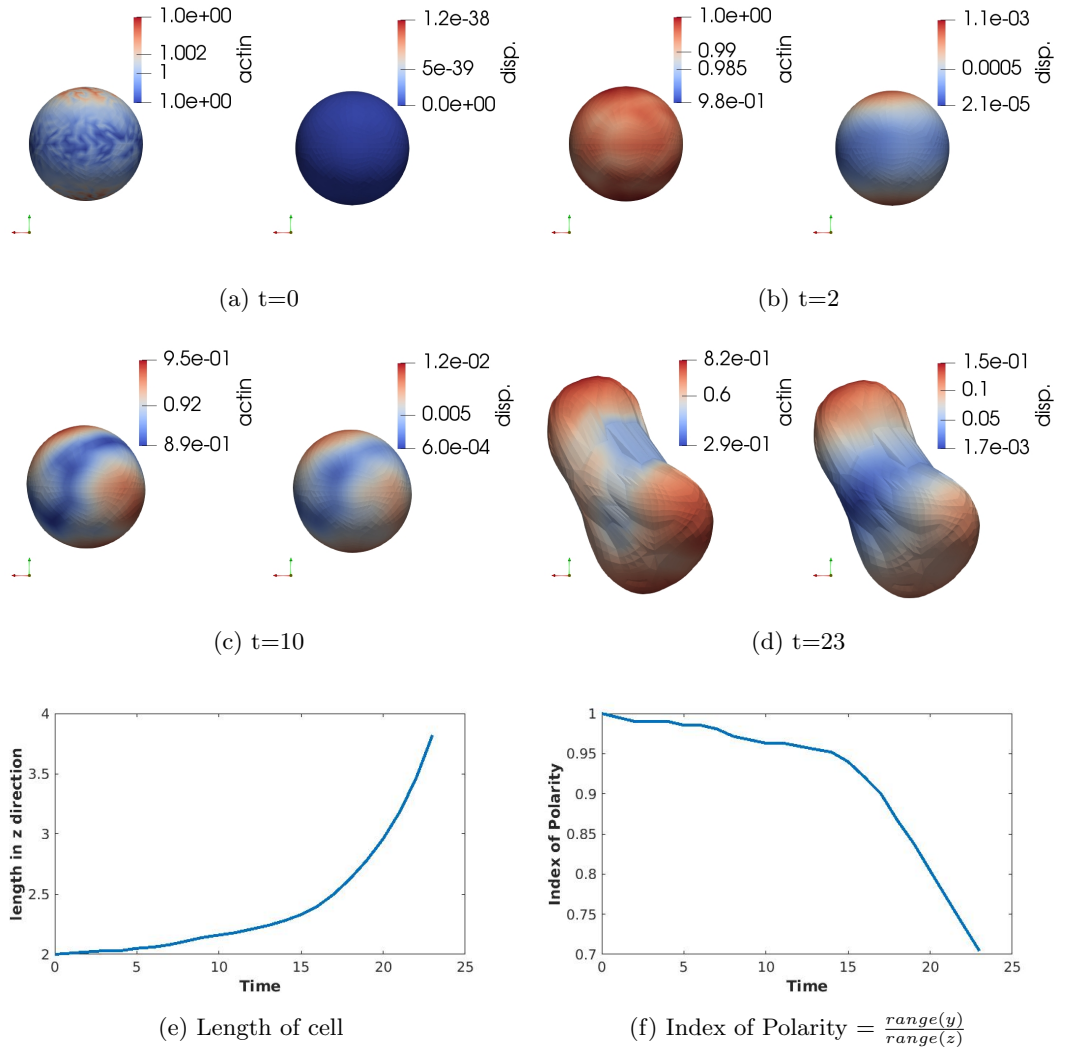 1.0e+00
1.002
1
1.0e+00
actin
1.2e-38
5e-39
0.0e+00
disp.
1.0e+00
0.99
0.985
9.8e-01
actin
1.1e-03
0.0005
2.1e-05
disp.
(a) t=0
(b) t=2
9.5e-01
0.92
8.9e-01
actin
1.2e-02
0.005
6.0e-04
disp.
8.2e-01
0.6
2.9e-01
actin
1.5e-01
0.1
0.05
1.7e-03
disp.
(c) t=10
(d) t=23
4
3.5
3
2.5
2
length in z direction
0 5 10 15 20 25
Time
1
0.95
0.9
0.85
0.8
0.75
0.7
Index of Polarity
0 5 10 15 20 25
Time
(e) Length of cell
(f) Index of Polarity = range(y)/range(z)